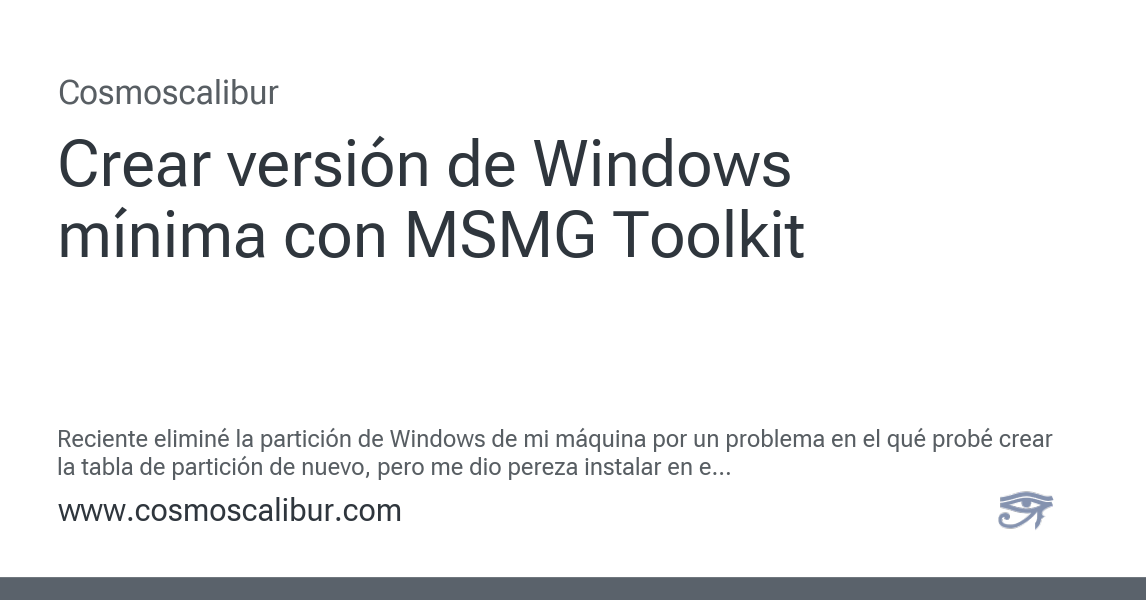 Cosmoscalibur
Crear versión de Windows
mínima con MSMG Toolkit
Reciente eliminé la partición de Windows de mi máquina por un problema en el qué probé crear
la tabla de partición de nuevo, pero me dio pereza instalar en e...
www.cosmoscalibur.com